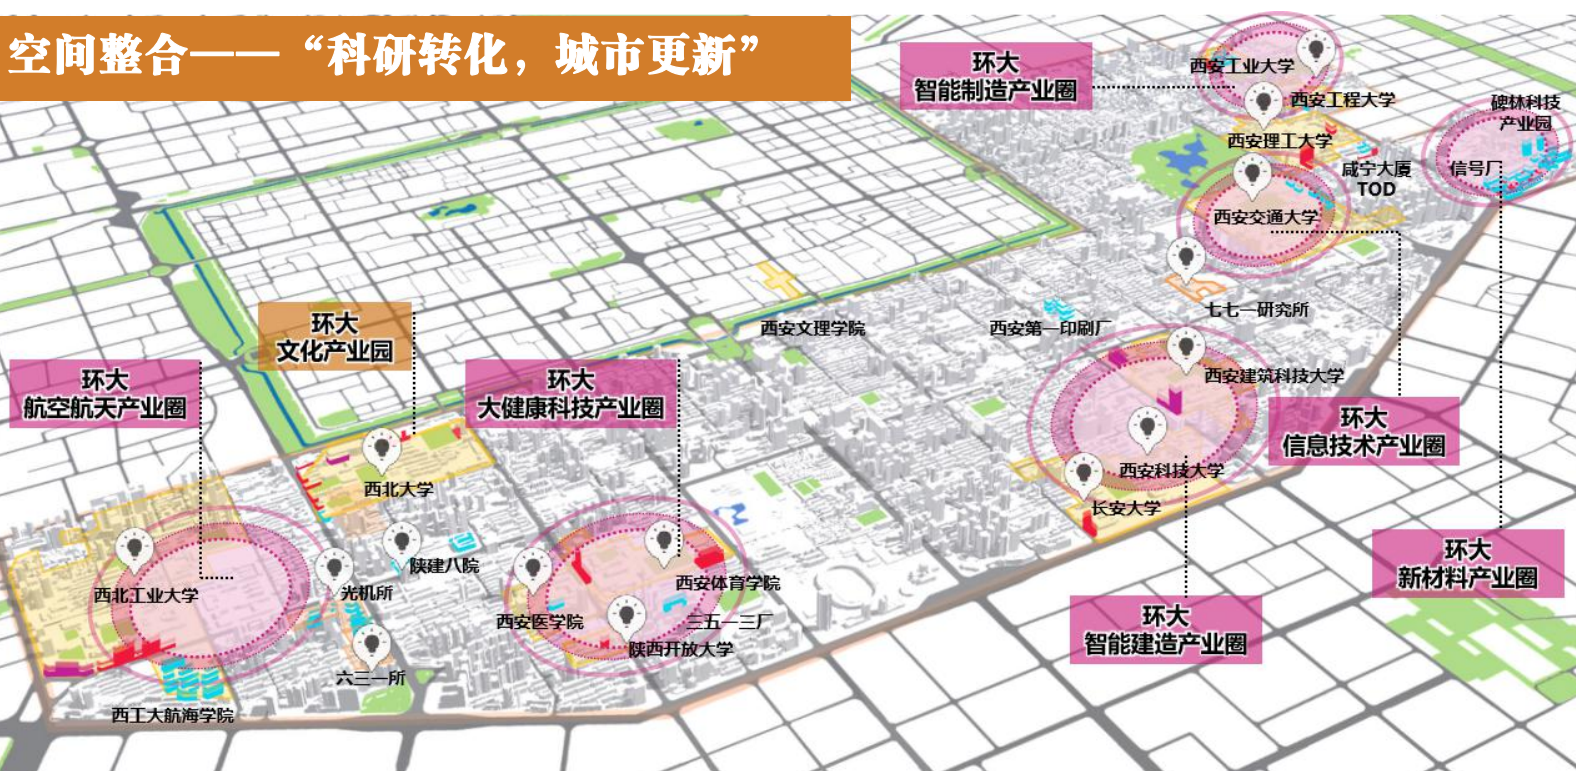 空间整合——“科研转化，城市更新”
环大
智能制造产业圈
西安工业大学
西安工程大学
碑林科技
产业园
西安理工大学
咸宁大厦
TOD
信号厂
西安交通大学
七七一研究所
西安文理学院
西安第一印刷厂
环大
文化产业园
环大
航空航天产业圈
环大
大健康科技产业圈
西安建筑科技大学
环大
信息技术产业圈
西安科技大学
西北大学
长安大学
陕建八院
光机所
西北工业大学
西安体育学院
西安医学院
三五一三厂
陕西开放大学
环大
新材料产业圈
环大
智能建造产业圈
六三一所
西工大航海学院